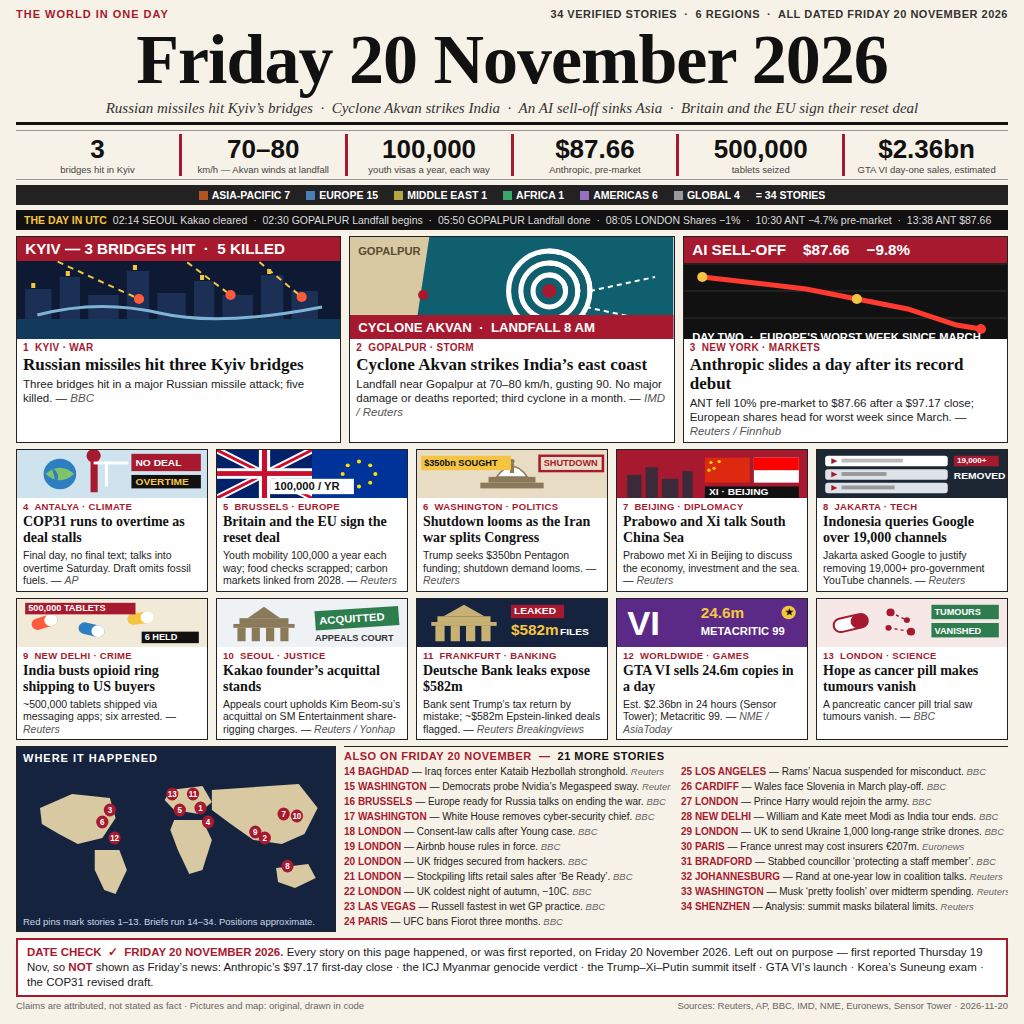 THE WORLD IN ONE DAY
34 VERIFIED STORIES · 6 REGIONS · ALL DATED FRIDAY 20 NOVEMBER 2026
Friday 20 November 2026
Russian missiles hit Kyiv’s bridges · Cyclone Akvan strikes India · An AI sell-off sinks Asia · Britain and the EU sign their reset deal
3
bridges hit in Kyiv
70–80
km/h — Akvan winds at landfall
100,000
youth visas a year, each way
$87.66
Anthropic, pre-market
500,000
tablets seized
$2.36bn
GTA VI day-one sales, estimated
ASIA-PACIFIC 7 EUROPE 15 MIDDLE EAST 1 AFRICA 1 AMERICAS 6 GLOBAL 4 = 34 STORIES
THE DAY IN UTC 02:14 SEOUL Kakao cleared · 02:30 GOPALPUR Landfall begins · 05:50 GOPALPUR Landfall done · 08:05 LONDON Shares −1% · 10:30 ANT −4.7% pre-market · 13:38 ANT $87.66
KYIV — 3 BRIDGES HIT · 5 KILLED
1 KYIV · WAR
Russian missiles hit three Kyiv bridges
Three bridges hit in a major Russian missile attack; five
killed. — BBC
GOPALPUR
CYCLONE AKVAN · LANDFALL 8 AM
2 GOPALPUR · STORM
Cyclone Akvan strikes India’s east coast
Landfall near Gopalpur at 70–80 km/h, gusting 90. No major
damage or deaths reported; third cyclone in a month. — IMD
/ Reuters
AI SELL-OFF $87.66 −9.8%
DAY TWO · EUROPE'S WORST WEEK SINCE MARCH
3 NEW YORK · MARKETS
Anthropic slides a day after its record
debut
ANT fell 10% pre-market to $87.66 after a $97.17 close;
European shares head for worst week since March. —
Reuters / Finnhub
NO DEAL
OVERTIME
4 ANTALYA · CLIMATE
COP31 runs to overtime as
deal stalls
Final day, no final text; talks into
overtime Saturday. Draft omits fossil
fuels. — AP
100,000 / YR
5 BRUSSELS · EUROPE
Britain and the EU sign the
reset deal
Youth mobility 100,000 a year each
way; food checks scrapped; carbon
markets linked from 2028. — Reuters
$350bn SOUGHT
SHUTDOWN
6 WASHINGTON · POLITICS
Shutdown looms as the Iran
war splits Congress
Trump seeks $350bn Pentagon
funding; shutdown demand looms. —
Reuters
XI · BEIJING
7 BEIJING · DIPLOMACY
Prabowo and Xi talk South
China Sea
Prabowo met Xi in Beijing to discuss
the economy, investment and the sea.
— Reuters
19,000+
REMOVED
8 JAKARTA · TECH
Indonesia queries Google
over 19,000 channels
Jakarta asked Google to justify
removing 19,000+ pro-government
YouTube channels. — Reuters
500,000 TABLETS
6 HELD
9 NEW DELHI · CRIME
India busts opioid ring
shipping to US buyers
~500,000 tablets shipped via
messaging apps; six arrested. —
Reuters
ACQUITTED
APPEALS COURT
10 SEOUL · JUSTICE
Kakao founder’s acquittal
stands
Appeals court upholds Kim Beom-su’s
acquittal on SM Entertainment share-
rigging charges. — Reuters / Yonhap
LEAKED
$582m FILES
11 FRANKFURT · BANKING
Deutsche Bank leaks expose
$582m
Bank sent Trump’s tax return by
mistake; ~$582m Epstein-linked deals
flagged. — Reuters Breakingviews
VI
24.6m
METACRITIC 99
12 WORLDWIDE · GAMES
GTA VI sells 24.6m copies in
a day
Est. $2.36bn in 24 hours (Sensor
Tower); Metacritic 99. — NME /
AsiaToday
TUMOURS
VANISHED
13 LONDON · SCIENCE
Hope as cancer pill makes
tumours vanish
A pancreatic cancer pill trial saw
tumours vanish. — BBC
WHERE IT HAPPENED
13 11
3 5 1
6 4
7 10
12 9 2
8
Red pins mark stories 1–13. Briefs run 14–34. Positions approximate.
ALSO ON FRIDAY 20 NOVEMBER — 21 MORE STORIES
14 BAGHDAD — Iraq forces enter Kataib Hezbollah stronghold. Reuters
15 WASHINGTON — Democrats probe Nvidia’s Megaspeed sway. Reuter
16 BRUSSELS — Europe ready for Russia talks on ending the war. BBC
17 WASHINGTON — White House removes cyber-security chief. BBC
18 LONDON — Consent-law calls after Young case. BBC
19 LONDON — Airbnb house rules in force. BBC
20 LONDON — UK fridges secured from hackers. BBC
21 LONDON — Stockpiling lifts retail sales after ‘Be Ready’. BBC
22 LONDON — UK coldest night of autumn, −10C. BBC
23 LAS VEGAS — Russell fastest in wet GP practice. BBC
24 PARIS — UFC bans Fiorot three months. BBC
25 LOS ANGELES — Rams’ Nacua suspended for misconduct. BBC
26 CARDIFF — Wales face Slovenia in March play-off. BBC
27 LONDON — Prince Harry would rejoin the army. BBC
28 NEW DELHI — William and Kate meet Modi as India tour ends. BBC
29 LONDON — UK to send Ukraine 1,000 long-range strike drones. BBC
30 PARIS — France unrest may cost insurers €207m. Euronews
31 BRADFORD — Stabbed councillor ‘protecting a staff member’. BBC
32 JOHANNESBURG — Rand at one-year low in coalition talks. Reuters
33 WASHINGTON — Musk ‘pretty foolish’ over midterm spending. Reuters
34 SHENZHEN — Analysis: summit masks bilateral limits. Reuters
DATE CHECK ✓ FRIDAY 20 NOVEMBER 2026. Every story on this page happened, or was first reported, on Friday 20 November 2026. Left out on purpose — first reported Thursday 19
Nov, so NOT shown as Friday’s news: Anthropic’s $97.17 first-day close · the ICJ Myanmar genocide verdict · the Trump–Xi–Putin summit itself · GTA VI’s launch · Korea’s Suneung exam ·
the COP31 revised draft.
Claims are attributed, not stated as fact · Pictures and map: original, drawn in code
Sources: Reuters, AP, BBC, IMD, NME, Euronews, Sensor Tower · 2026-11-20